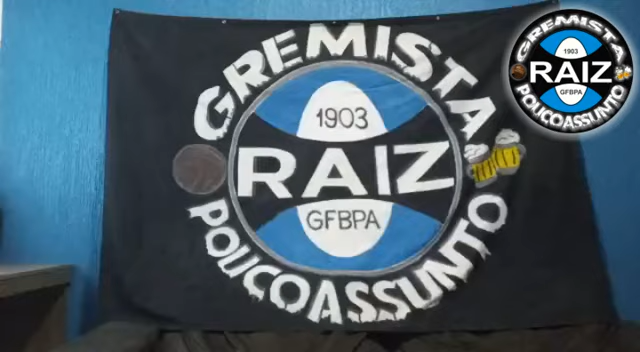 GREMISTA
1903
RAIZ
GFBPA
POUCOASSUNTO
GREMISTA
1903
RAIZ
GFBPA
POUCOASSUNTO